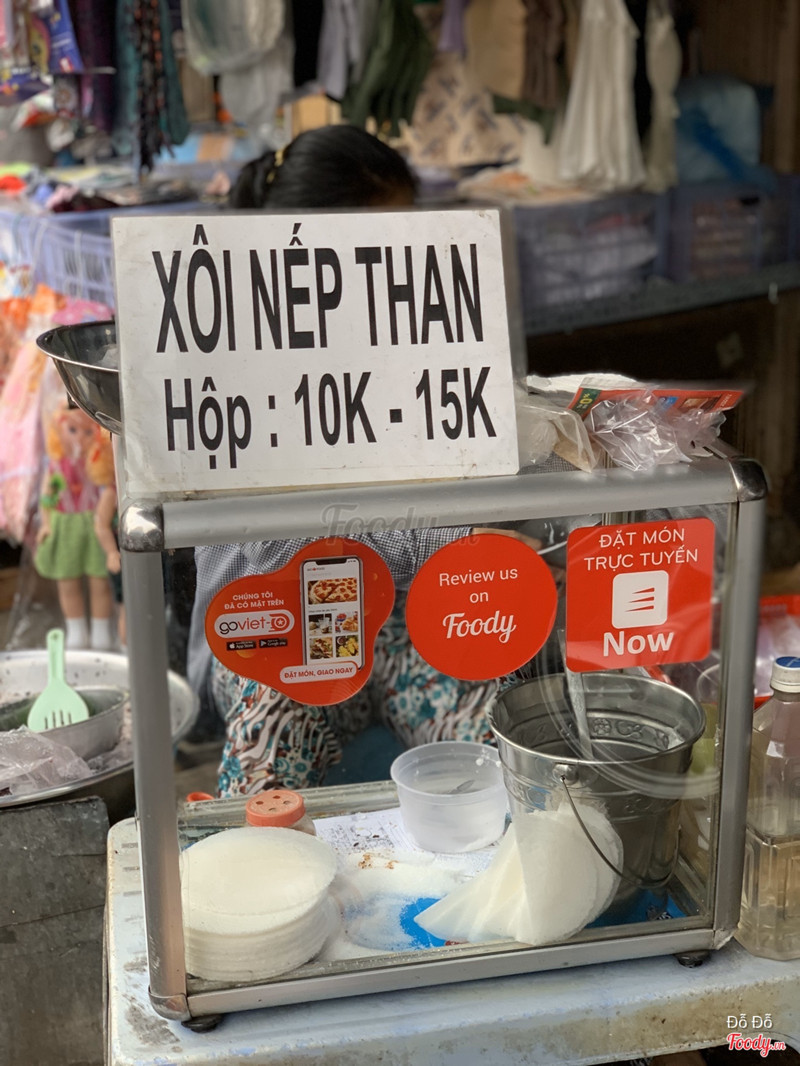 XÔI NẾP THAN
Hộp : 10K - 15K
CHÚNG TÔI
ĐÃ CÓ MẶT TRÊN
goviet
ĐẶT MÓN, GIAO NGAY
Review us
on
Foody
ĐẶT MÓN
TRỰC TUYẾN
Now
Foody.vn
Đỗ Đỗ
Foody.vn